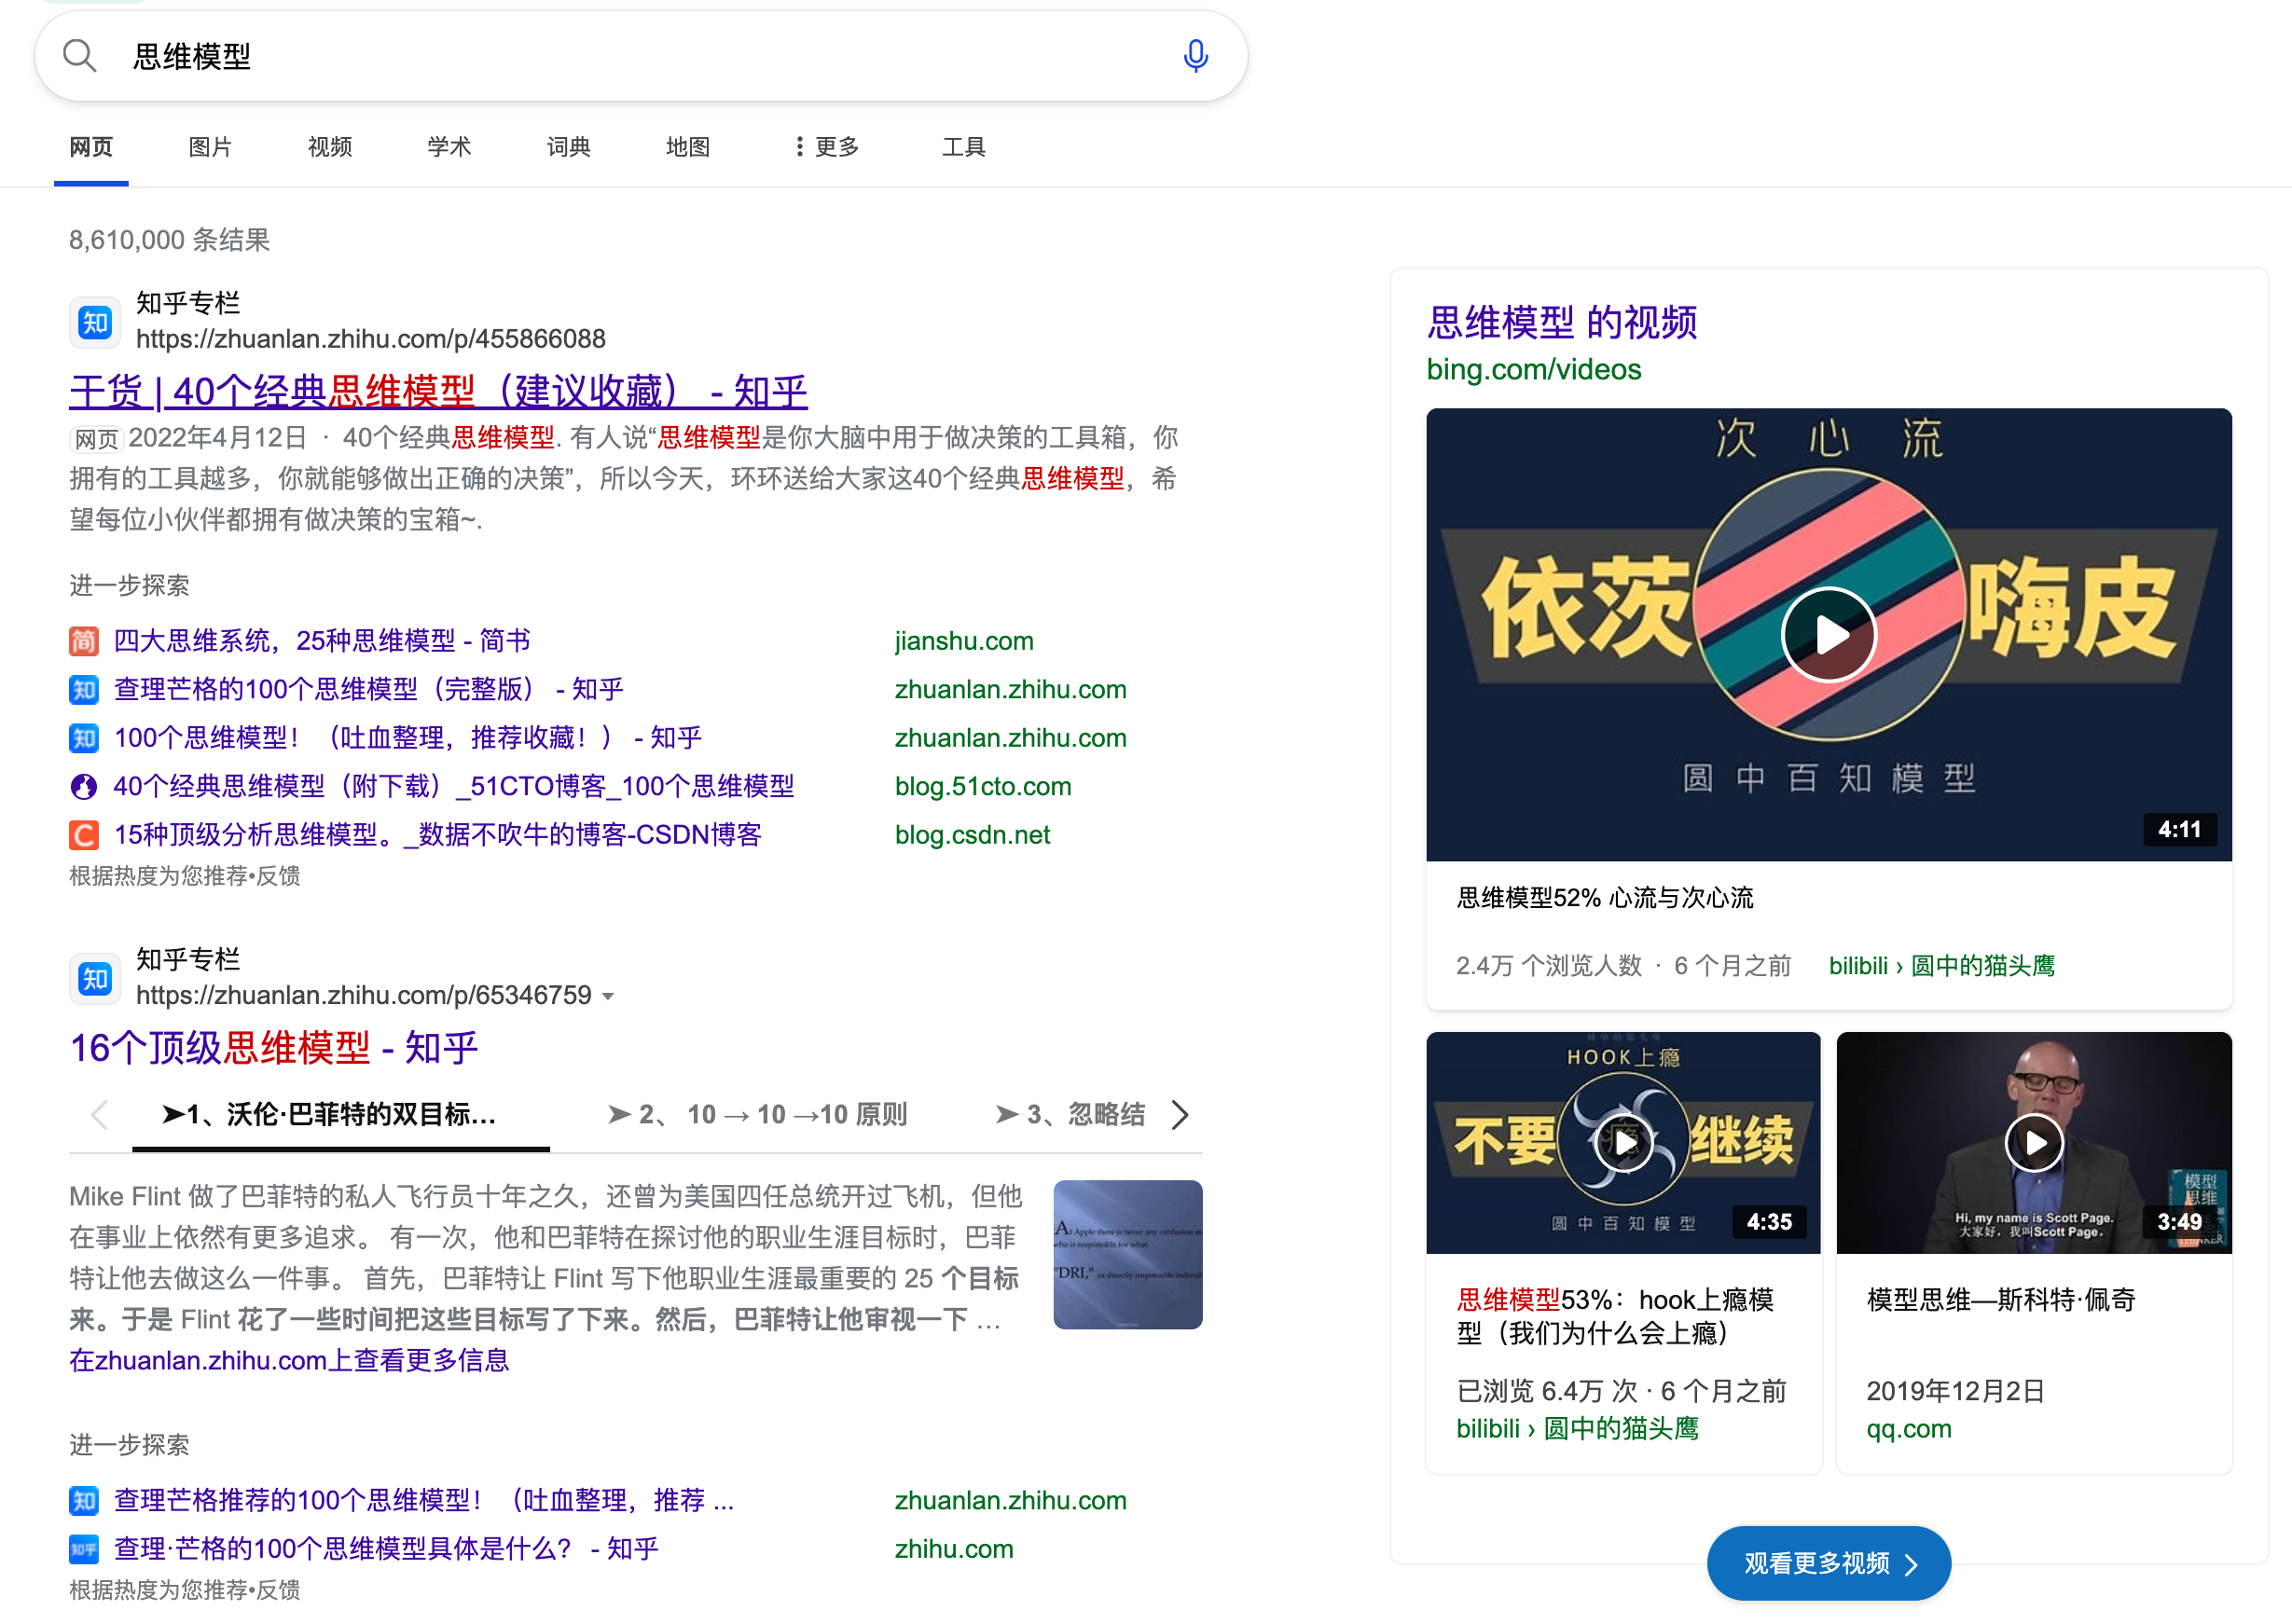 思维模型
网页 图片 视频 学术 词典 地图 更多 工具
8,610,000 条结果
知乎专栏
https://zhuanlan.zhihu.com/p/455866088
干货 | 40个经典思维模型（建议收藏） - 知乎
网页 2022年4月12日 · 40个经典思维模型. 有人说“思维模型是你大脑中用于做决策的工具箱，你
拥有的工具越多，你就能够做出正确的决策”，所以今天，环环送给大家这40个经典思维模型，希
望每位小伙伴都拥有做决策的宝箱~.
进一步探索
简 四大思维系统，25种思维模型 - 简书 jianshu.com
知 查理芒格的100个思维模型（完整版） - 知乎 zhuanlan.zhihu.com
知 100个思维模型！（吐血整理，推荐收藏！） - 知乎 zhuanlan.zhihu.com
40个经典思维模型（附下载）_51CTO博客_100个思维模型 blog.51cto.com
C 15种顶级分析思维模型。_数据不吹牛的博客-CSDN博客 blog.csdn.net
根据热度为您推荐•反馈
知
知乎专栏
https://zhuanlan.zhihu.com/p/65346759
16个顶级思维模型 - 知乎
➤1、沃伦·巴菲特的双目标... ➤ 2、 10 → 10 →10 原则 ➤ 3、忽略结
Mike Flint 做了巴菲特的私人飞行员十年之久，还曾为美国四任总统开过飞机，但他
在事业上依然有更多追求。 有一次，他和巴菲特在探讨他的职业生涯目标时，巴菲
特让他去做这么一件事。 首先，巴菲特让 Flint 写下他职业生涯最重要的 25 个目标
来。于是 Flint 花了一些时间把这些目标写了下来。然后，巴菲特让他审视一下 …
在zhuanlan.zhihu.com上查看更多信息
At Apple there is never any confusion as
who is responsible for what.
"DRI," or directly responsible individ
进一步探索
知 查理芒格推荐的100个思维模型！（吐血整理，推荐 ... zhuanlan.zhihu.com
知乎 查理·芒格的100个思维模型具体是什么？ - 知乎 zhihu.com
根据热度为您推荐•反馈
思维模型 的视频
bing.com/videos
次心流
依茨嗨皮
圆中百知模型
4:11
思维模型52% 心流与次心流
2.4万 个浏览人数 · 6 个月之前 bilibili › 圆中的猫头鹰
HOOK上瘾
不要瘾继续
圆中百知模型
4:35
思维模型53%：hook上瘾模
型（我们为什么会上瘾）
已浏览 6.4万 次 · 6 个月之前
bilibili › 圆中的猫头鹰
模型
思维
Hi, my name is Scott Page.
大家好，我叫Scott Page。
3:49
模型思维—斯科特·佩奇
2019年12月2日
qq.com
观看更多视频